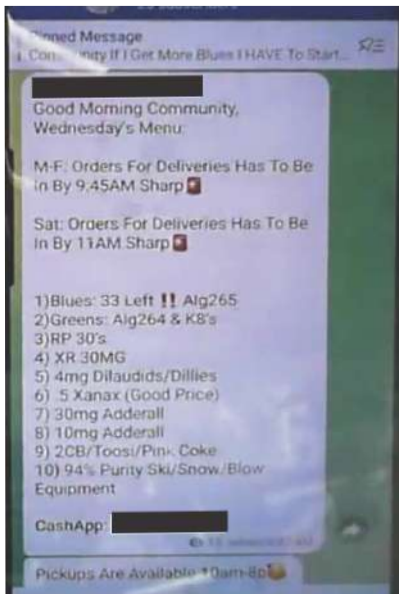 Pinned Message
If I Get More Blues I HAVE To Start...
Good Morning Community,
Wednesday's Menu:
M-F: Orders For Deliveries Has To Be
In By 9:45AM Sharp🚨
Sat: Orders For Deliveries Has To Be
In By 11AM Sharp🚨
1)Blues: 33 Left ‼️ Alg265
2)Greens: Alg264 & K8's
3)RP 30's
4) XR 30MG
5) 4mg Dilaudids/Dillies
6) .5 Xanax (Good Price)
7) 30mg Adderall
8) 10mg Adderall
9) 2CB/Toosi/Pink Coke
10) 94% Purity Ski/Snow/Blow
Equipment
CashApp:
Pickups Are Available 10am-8p